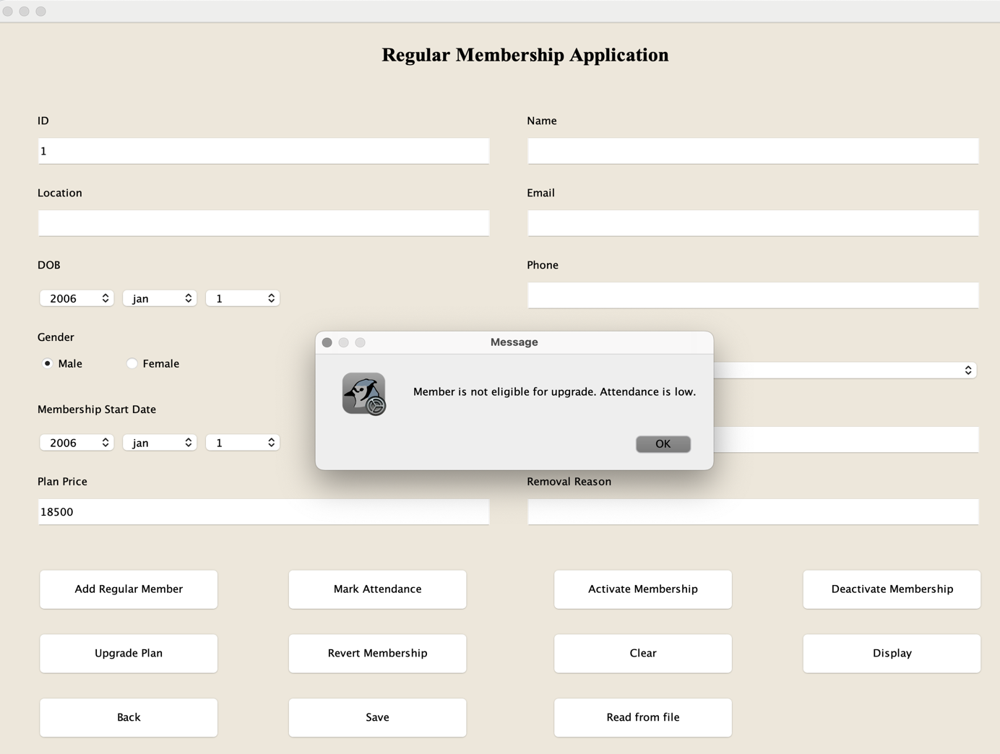 Regular Membership Application
ID
Name
1
Location
Email
DOB
Phone
2006 jan 1
Gender
Male Female
Message
Member is not eligible for upgrade. Attendance is low.
OK
Membership Start Date
2006 jan 1
Plan Price
Removal Reason
18500
Add Regular Member
Mark Attendance
Activate Membership
Deactivate Membership
Upgrade Plan
Revert Membership
Clear
Display
Back
Save
Read from file